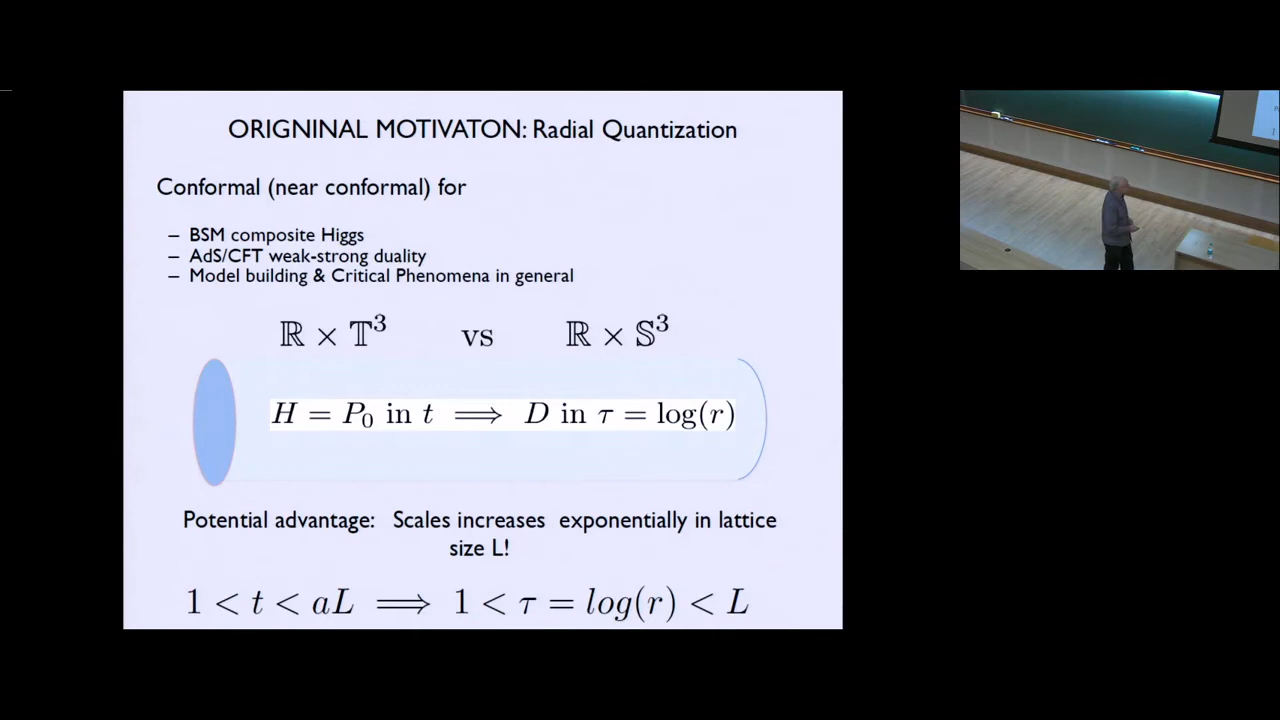 ORIGNINAL MOTIVATON: Radial Quantization
Conformal (near conformal) for
– BSM composite Higgs
– AdS/CFT weak-strong duality
– Model building & Critical Phenomena in general
ℝ × 𝕋³ vs ℝ × 𝕊³
H = P₀ in t ⟹ D in τ = log(r)
Potential advantage: Scales increases exponentially in lattice
size L!
1 < t < aL ⟹ 1 < τ = log(r) < L